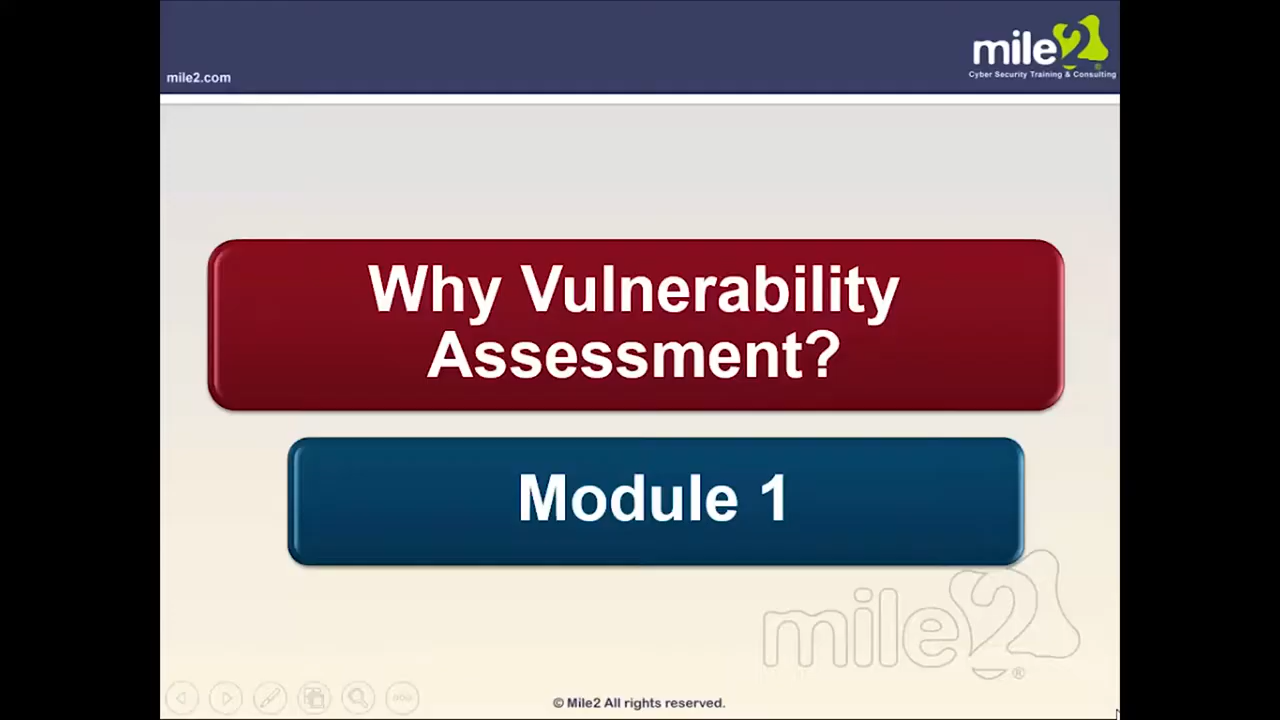 mile2.com
mile2
Cyber Security Training & Consulting
Why Vulnerability
Assessment?
Module 1
mile2 ®
© Mile2 All rights reserved.